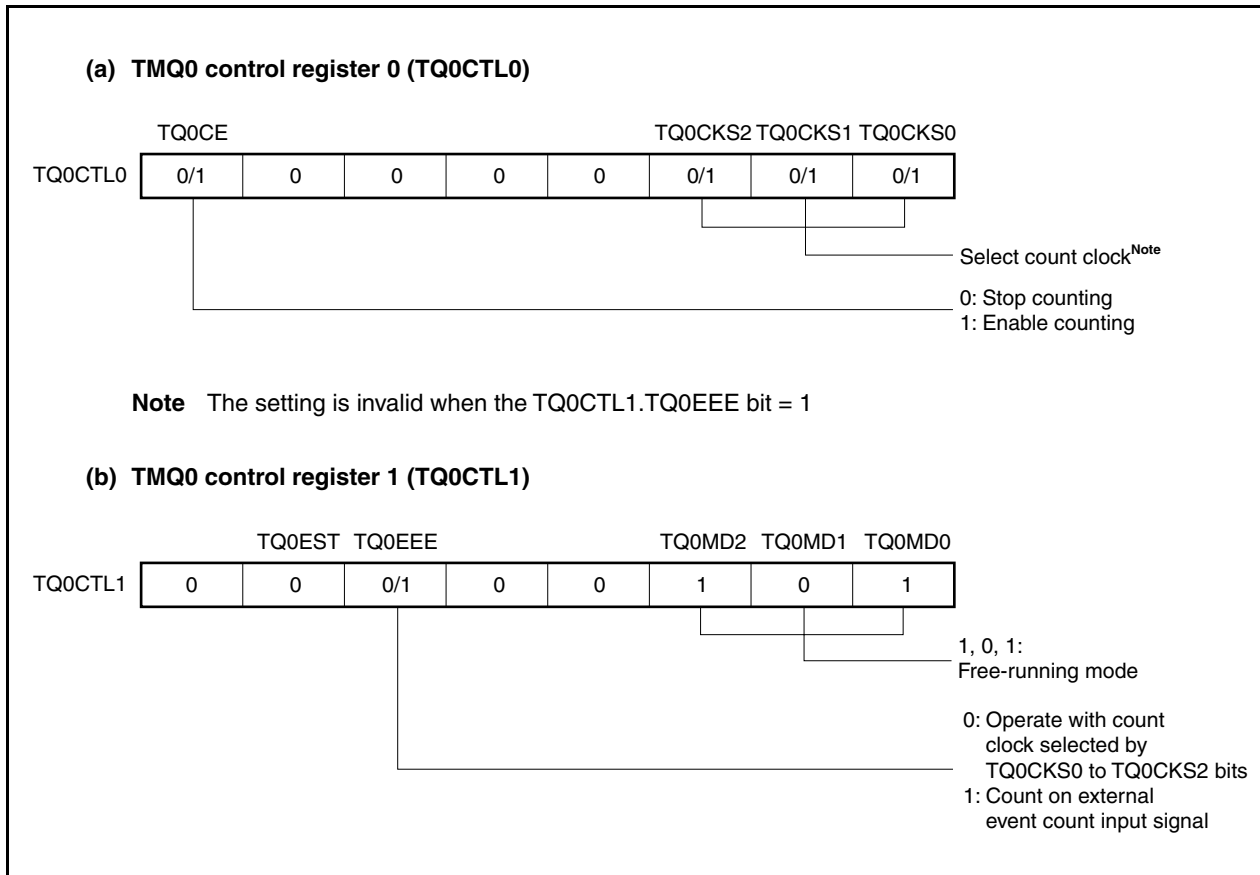 (a) TMQ0 control register 0 (TQ0CTL0)
TQ0CE TQ0CKS2 TQ0CKS1 TQ0CKS0
TQ0CTL0 0/1 0 0 0 0 0/1 0/1 0/1
Select count clockNote
0: Stop counting
1: Enable counting
Note The setting is invalid when the TQ0CTL1.TQ0EEE bit = 1
(b) TMQ0 control register 1 (TQ0CTL1)
TQ0EST TQ0EEE TQ0MD2 TQ0MD1 TQ0MD0
TQ0CTL1 0 0 0/1 0 0 1 0 1
1, 0, 1:
Free-running mode
0: Operate with count
clock selected by
TQ0CKS0 to TQ0CKS2 bits
1: Count on external
event count input signal